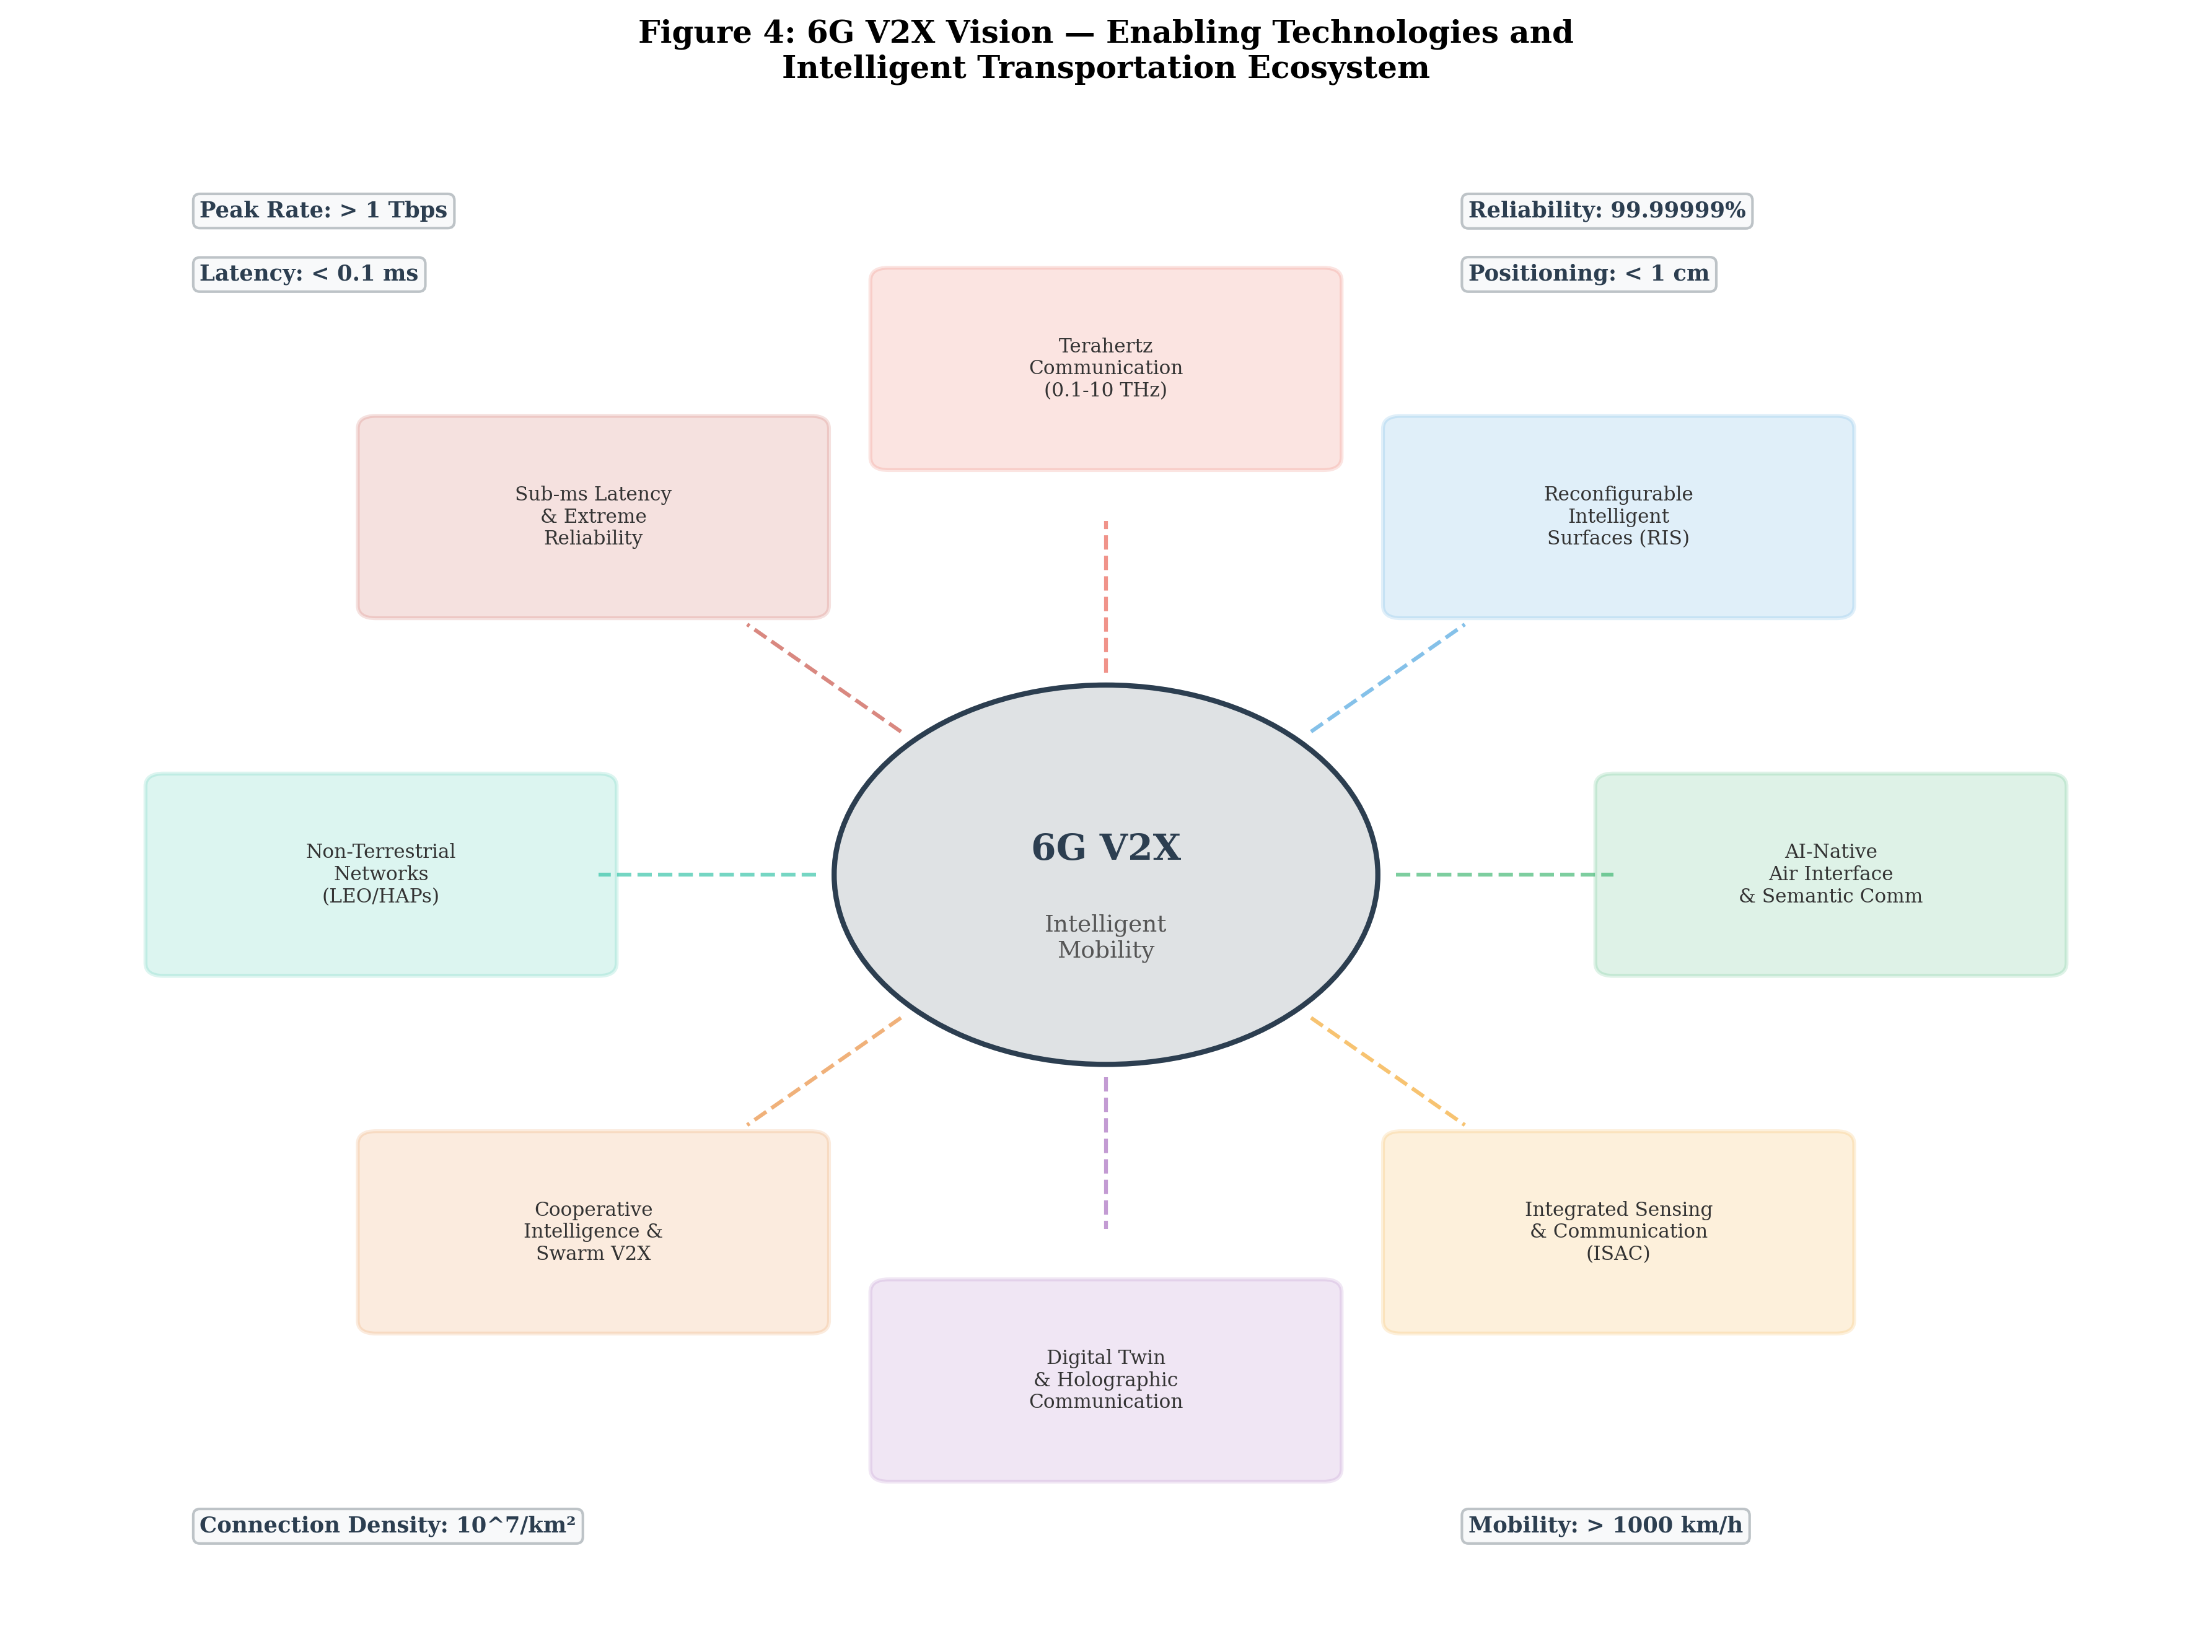 Figure 4: 6G V2X Vision — Enabling Technologies and
Intelligent Transportation Ecosystem
Peak Rate: > 1 Tbps
Reliability: 99.99999%
Latency: < 0.1 ms
Positioning: < 1 cm
Terahertz
Communication
(0.1-10 THz)
Sub-ms Latency
& Extreme
Reliability
Reconfigurable
Intelligent
Surfaces (RIS)
Non-Terrestrial
Networks
(LEO/HAPs)
6G V2X
Intelligent
Mobility
AI-Native
Air Interface
& Semantic Comm
Cooperative
Intelligence &
Swarm V2X
Integrated Sensing
& Communication
(ISAC)
Digital Twin
& Holographic
Communication
Connection Density: 10^7/km²
Mobility: > 1000 km/h